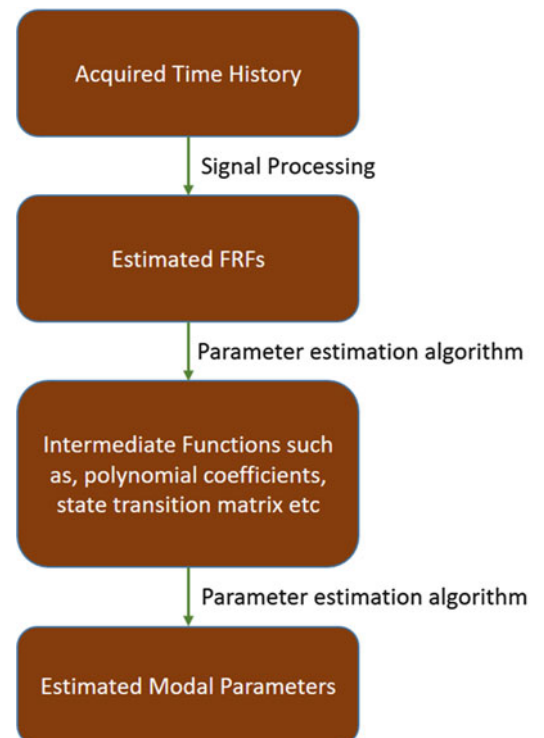 Acquired Time History
Signal Processing
Estimated FRFs
Parameter estimation algorithm
Intermediate Functions such
as, polynomial coefficients,
state transition matrix etc
Parameter estimation algorithm
Estimated Modal Parameters